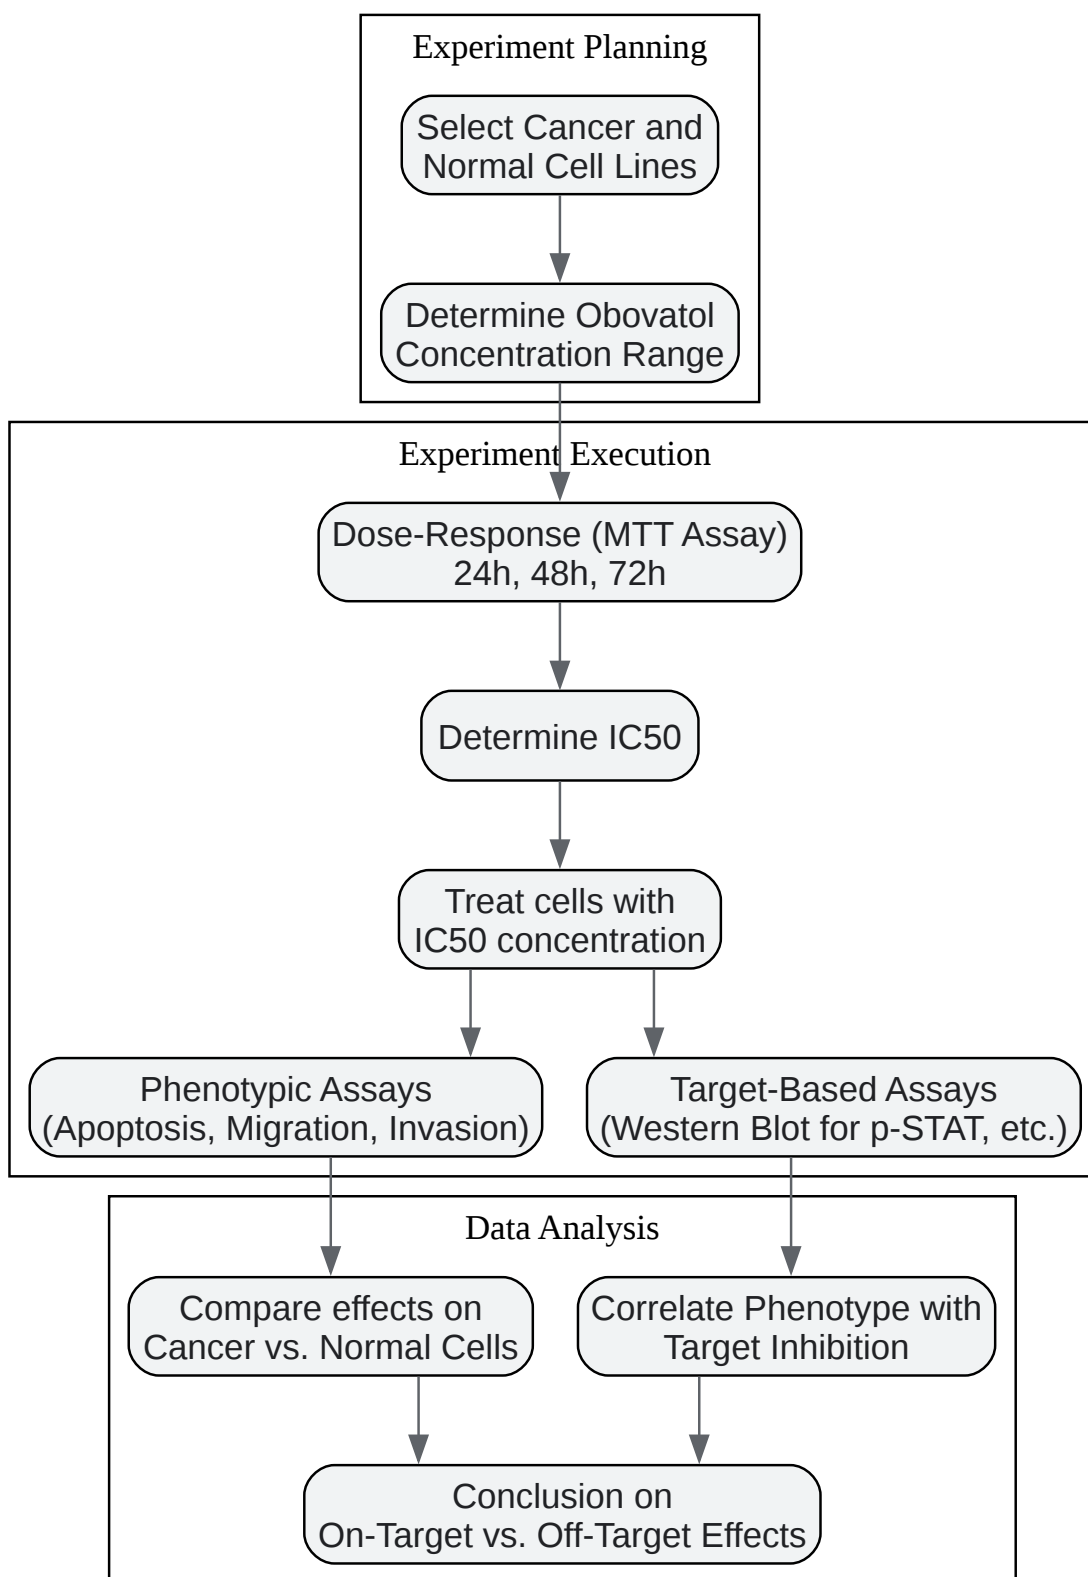 Experiment Planning
Select Cancer and
Normal Cell Lines
Determine Obovatol
Concentration Range
Experiment Execution
Dose-Response (MTT Assay)
24h, 48h, 72h
Determine IC50
Treat cells with
IC50 concentration
Phenotypic Assays
(Apoptosis, Migration, Invasion)
Target-Based Assays
(Western Blot for p-STAT, etc.)
Data Analysis
Compare effects on
Cancer vs. Normal Cells
Correlate Phenotype with
Target Inhibition
Conclusion on
On-Target vs. Off-Target Effects